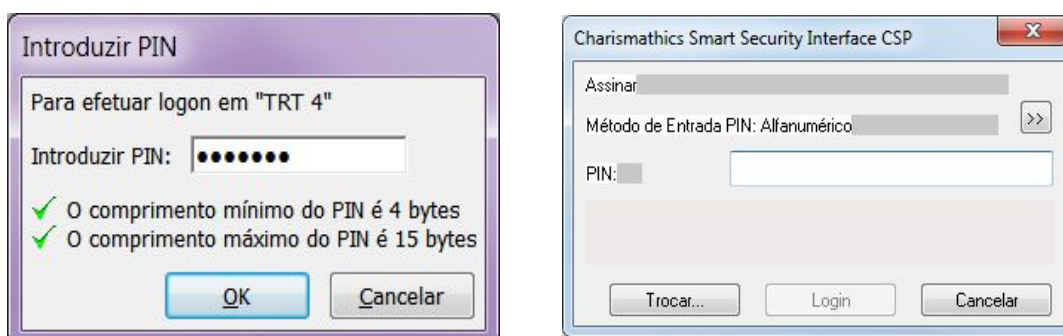 Introduzir PIN
Para efetuar logon em "TRT 4"
Introduzir PIN:
O comprimento mínimo do PIN é 4 bytes
O comprimento máximo do PIN é 15 bytes
OK Cancelar
Charismathics Smart Security Interface CSP
Assinar
Método de Entrada PIN: Alfanumérico
>>
PIN:
Trocar... Login Cancelar